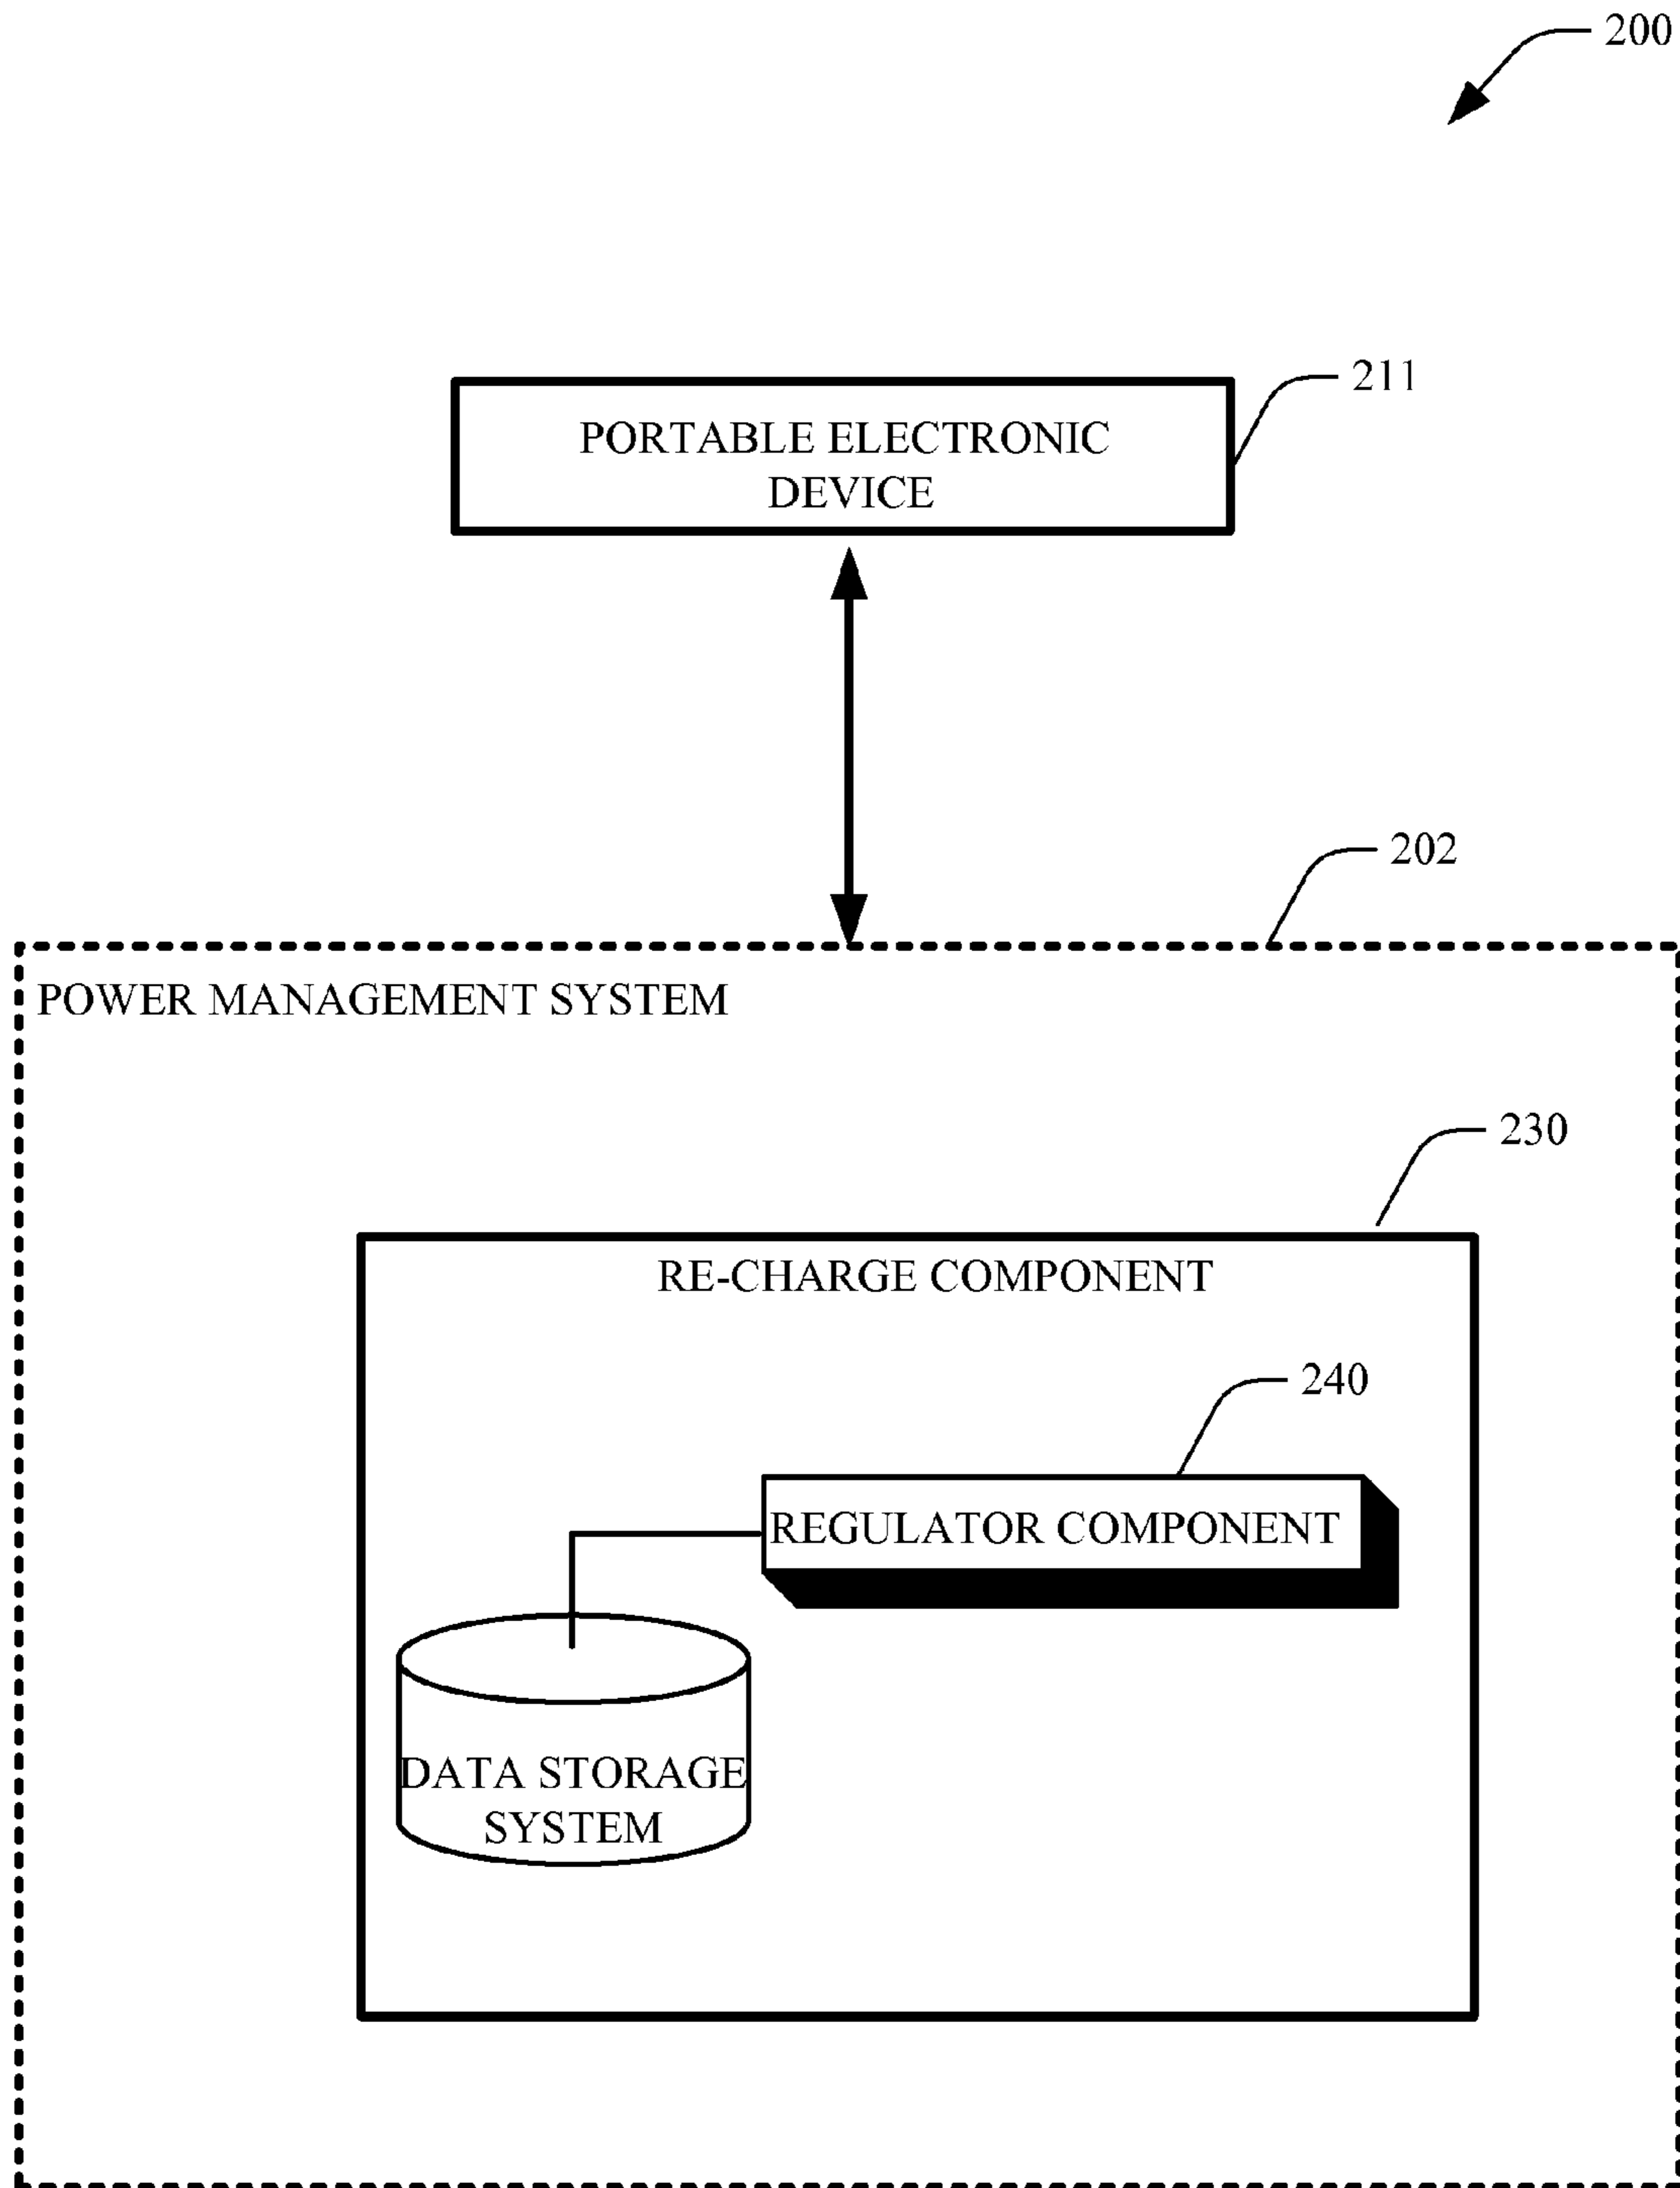 200
211
PORTABLE ELECTRONIC
DEVICE
202
POWER MANAGEMENT SYSTEM
230
RE-CHARGE COMPONENT
240
REGULATOR COMPONENT
DATA STORAGE
SYSTEM